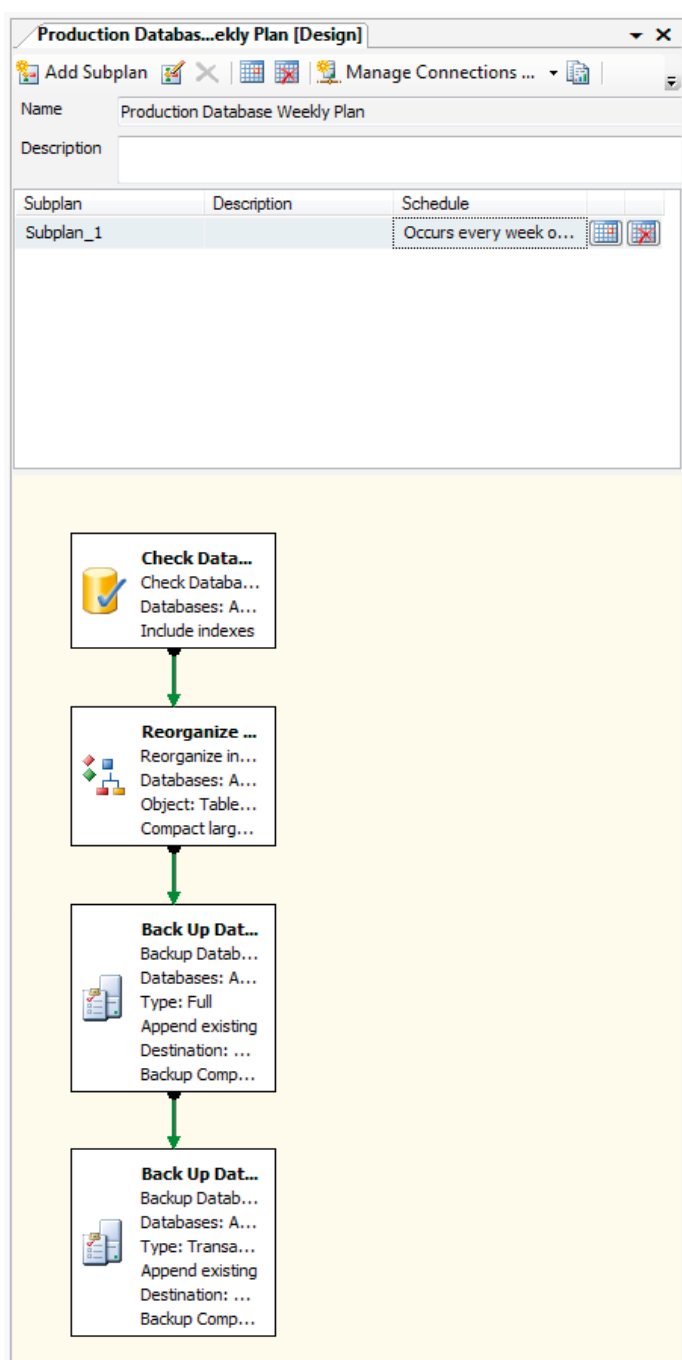 Production Databas...ekly Plan [Design]
Add Subplan Manage Connections ...
Name Production Database Weekly Plan
Description
Subplan Description Schedule
Subplan_1 Occurs every week o...
Check Data...
Check Databa...
Databases: A...
Include indexes
Reorganize ...
Reorganize in...
Databases: A...
Object: Table...
Compact larg...
Back Up Dat...
Backup Datab...
Databases: A...
Type: Full
Append existing
Destination: ...
Backup Comp...
Back Up Dat...
Backup Datab...
Databases: A...
Type: Transa...
Append existing
Destination: ...
Backup Comp...